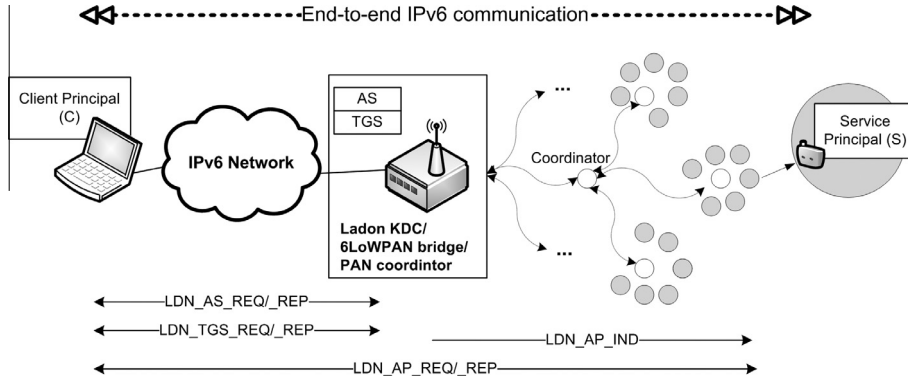 End-to-end IPv6 communication
Client Principal
(C)
IPv6 Network
AS
TGS
Ladon KDC/
6LoWPAN bridge/
PAN coordintor
...
Coordinator
...
Service
Principal (S)
LDN_AS_REQ/_REP
LDN_TGS_REQ/_REP
LDN_AP_IND
LDN_AP_REQ/_REP